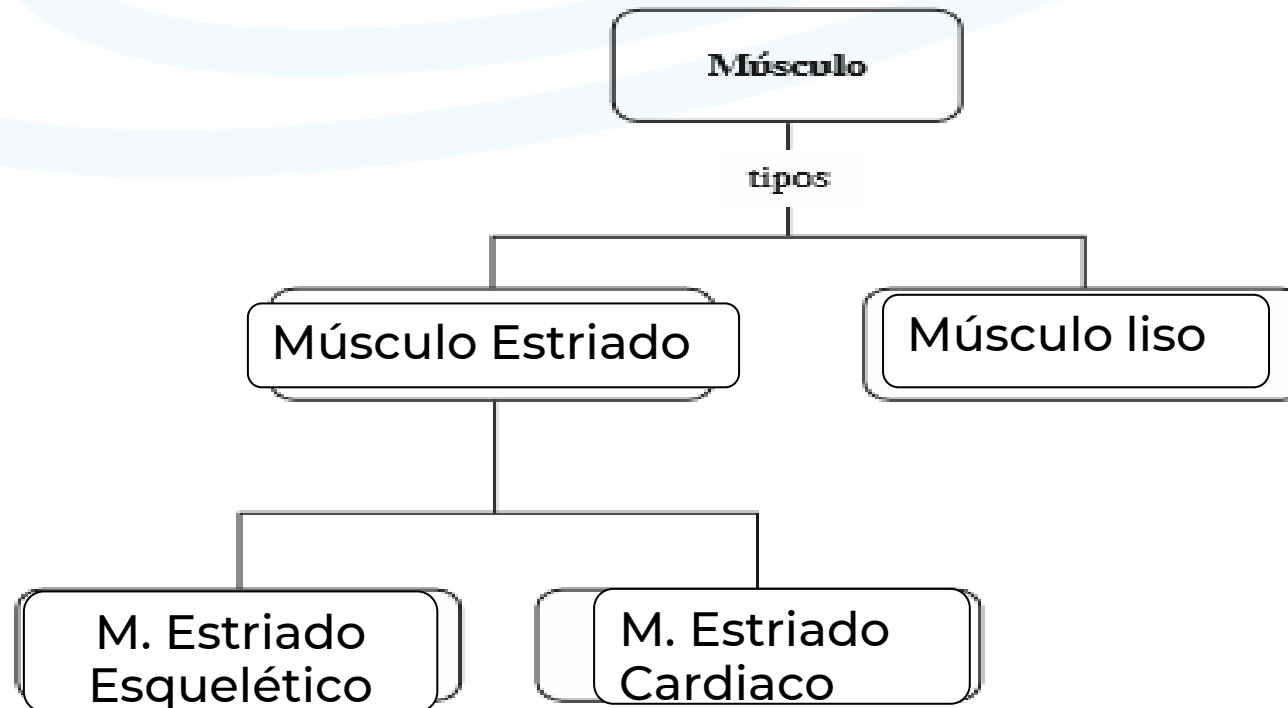 Músculo
tipos
Músculo Estriado
Músculo liso
M. Estriado
Esquelético
M. Estriado
Cardiaco